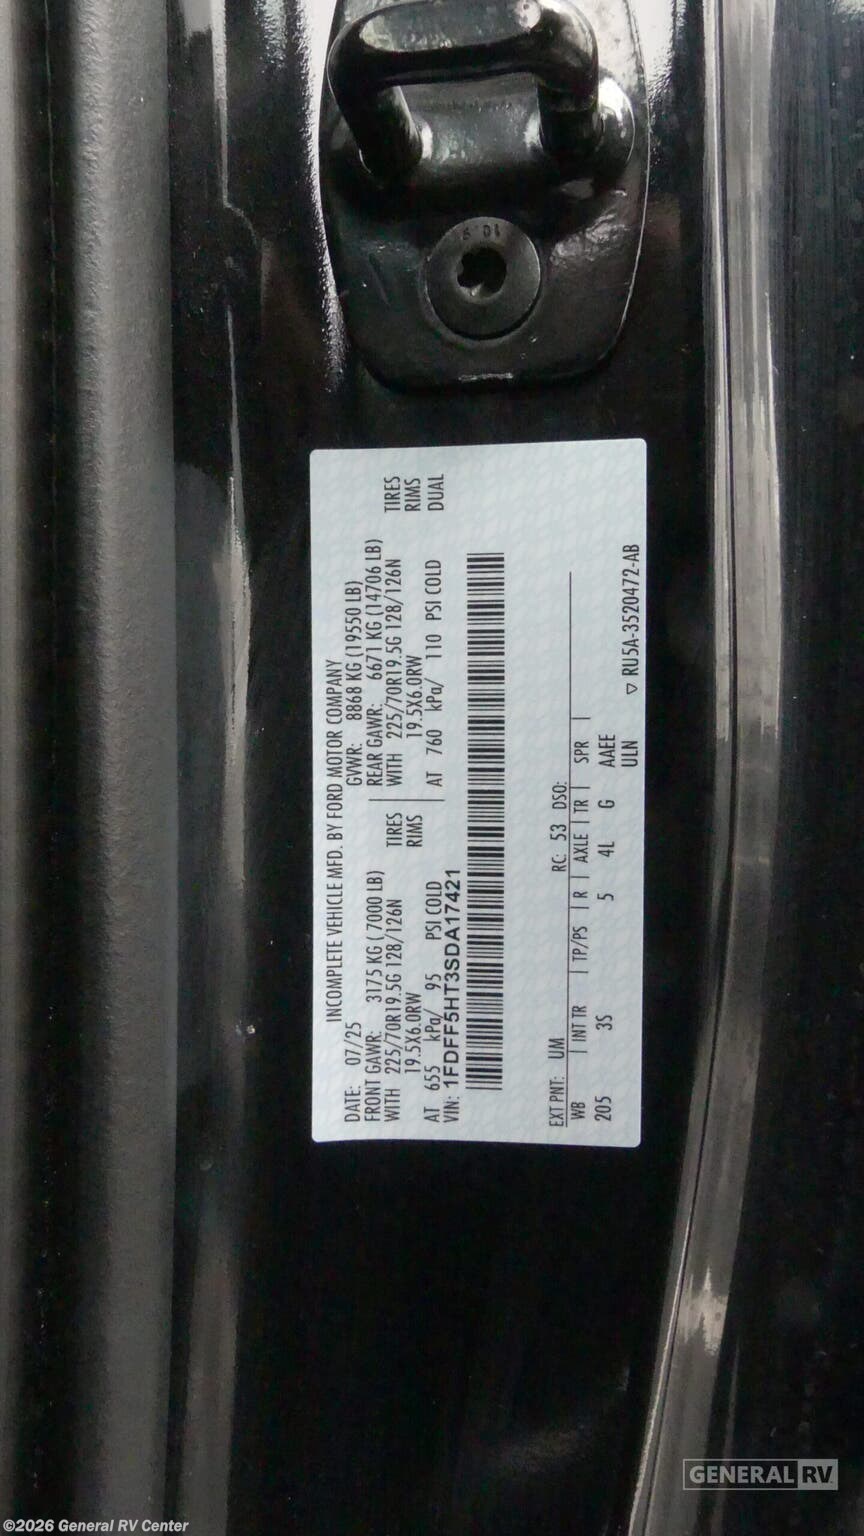 INCOMPLETE VEHICLE MFD. BY FORD MOTOR COMPANY
DATE: 07/25 GVWR: 8868 KG (19550 LB)
FRONT GAWR: 3175 KG (7000 LB) REAR GAWR: 6671 KG (14706 LB)
WITH 225/70R19.5G 128/126N TIRES WITH 225/70R19.5G 128/126N TIRES
19.5X6.0RW RIMS 19.5X6.0RW RIMS
AT 655 kPa/ 95 PSI COLD AT 760 kPa/ 110 PSI COLD DUAL
VIN: 1FDFF5HT3SDA17421
EXT PNT: UM RC: 53 DSO:
WB INT TR TP/PS R AXLE TR SPR
205 3S 5 4L G AAEE
ULN
▽ RU5A-3520472-AB
GENERAL RV
©2026 General RV Center